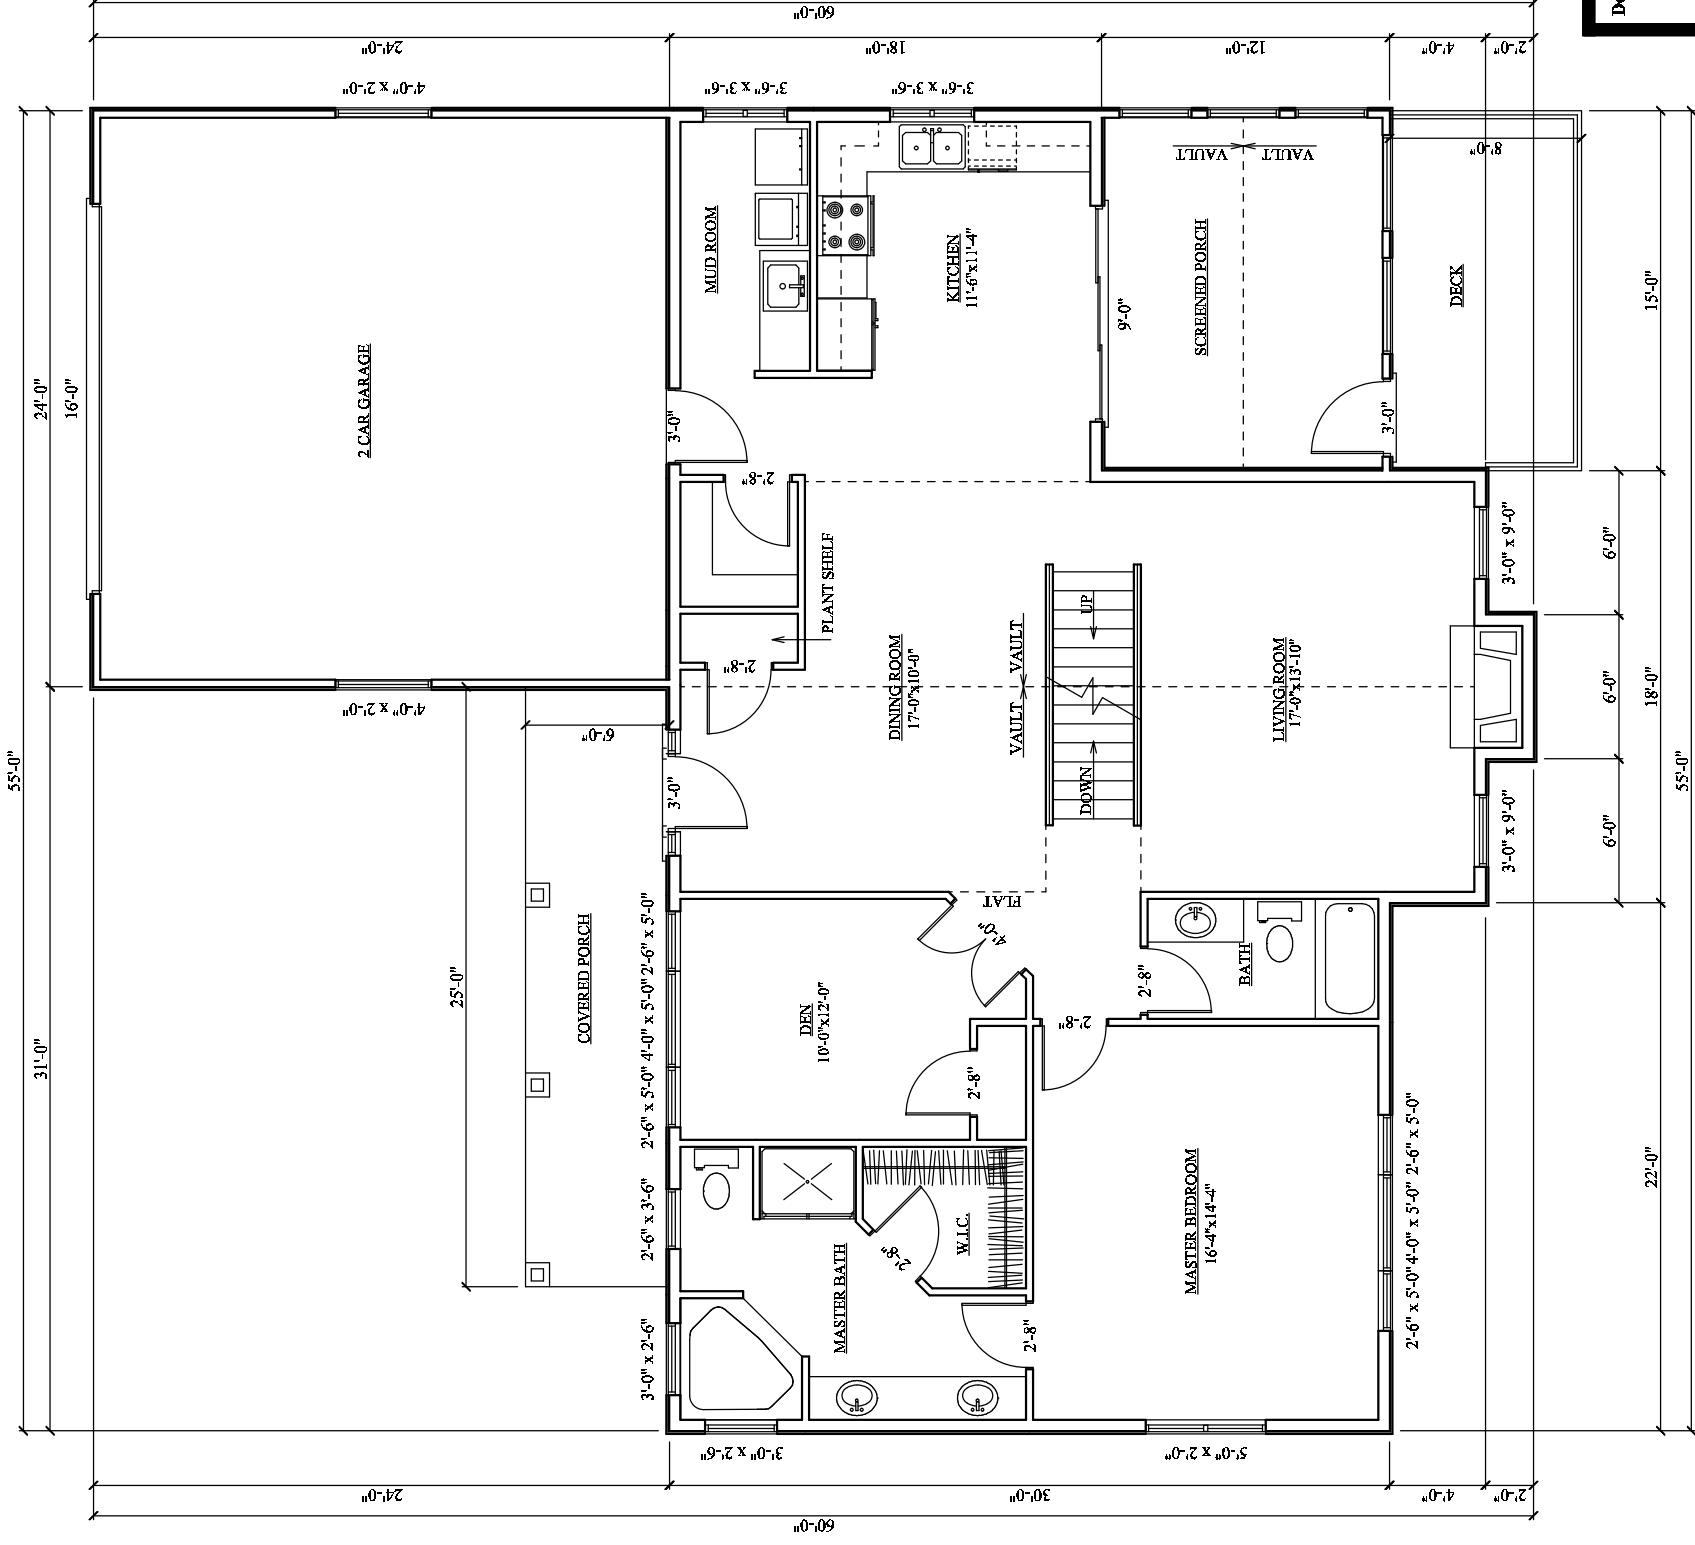 60'-0"
24'-0"
18'-0"
12'-0"
4'-0"
2'-0"
4'-0" x 2'-0"
3'-6" x 3'-6"
3'-6" x 3'-6"
VAULT
VAULT
8'-0"
MUD ROOM
KITCHEN
11'-6"x11'-4"
SCREENED PORCH
9'-0"
DECK
15'-0"
24'-0"
16'-0"
2 CAR GARAGE
3'-0"
3'-0"
2'-8"
PLANT SHELF
2'-8"
3'-0" x 9'-0"
6'-0"
UP
VAULT
VAULT
DINING ROOM
17'-0"x10'-0"
LIVING ROOM
17'-0"x13'-10"
6'-0"
18'-0"
4'-0" x 2'-0"
6'-0"
55'-0"
55'-0"
3'-0"
DOWN
3'-0" x 9'-0"
6'-0"
FLAT
4'-0"
COVERED PORCH
25'-0"
31'-0"
2'-6" x 5'-0"
4'-0" x 5'-0"
2'-6" x 5'-0"
DEN
10'-0"x12'-0"
2'-8"
BATH
2'-8"
2'-8"
2'-6" x 3'-6"
W.I.C.
2'-8"
MASTER BATH
MASTER BEDROOM
16'-4"x14'-4"
2'-6" x 5'-0"
4'-0" x 5'-0"
2'-6" x 5'-0"
22'-0"
3'-0" x 2'-6"
2'-8"
3'-0" x 2'-6"
5'-0" x 2'-0"
24'-0"
30'-0"
4'-0"
2'-0"
60'-0"